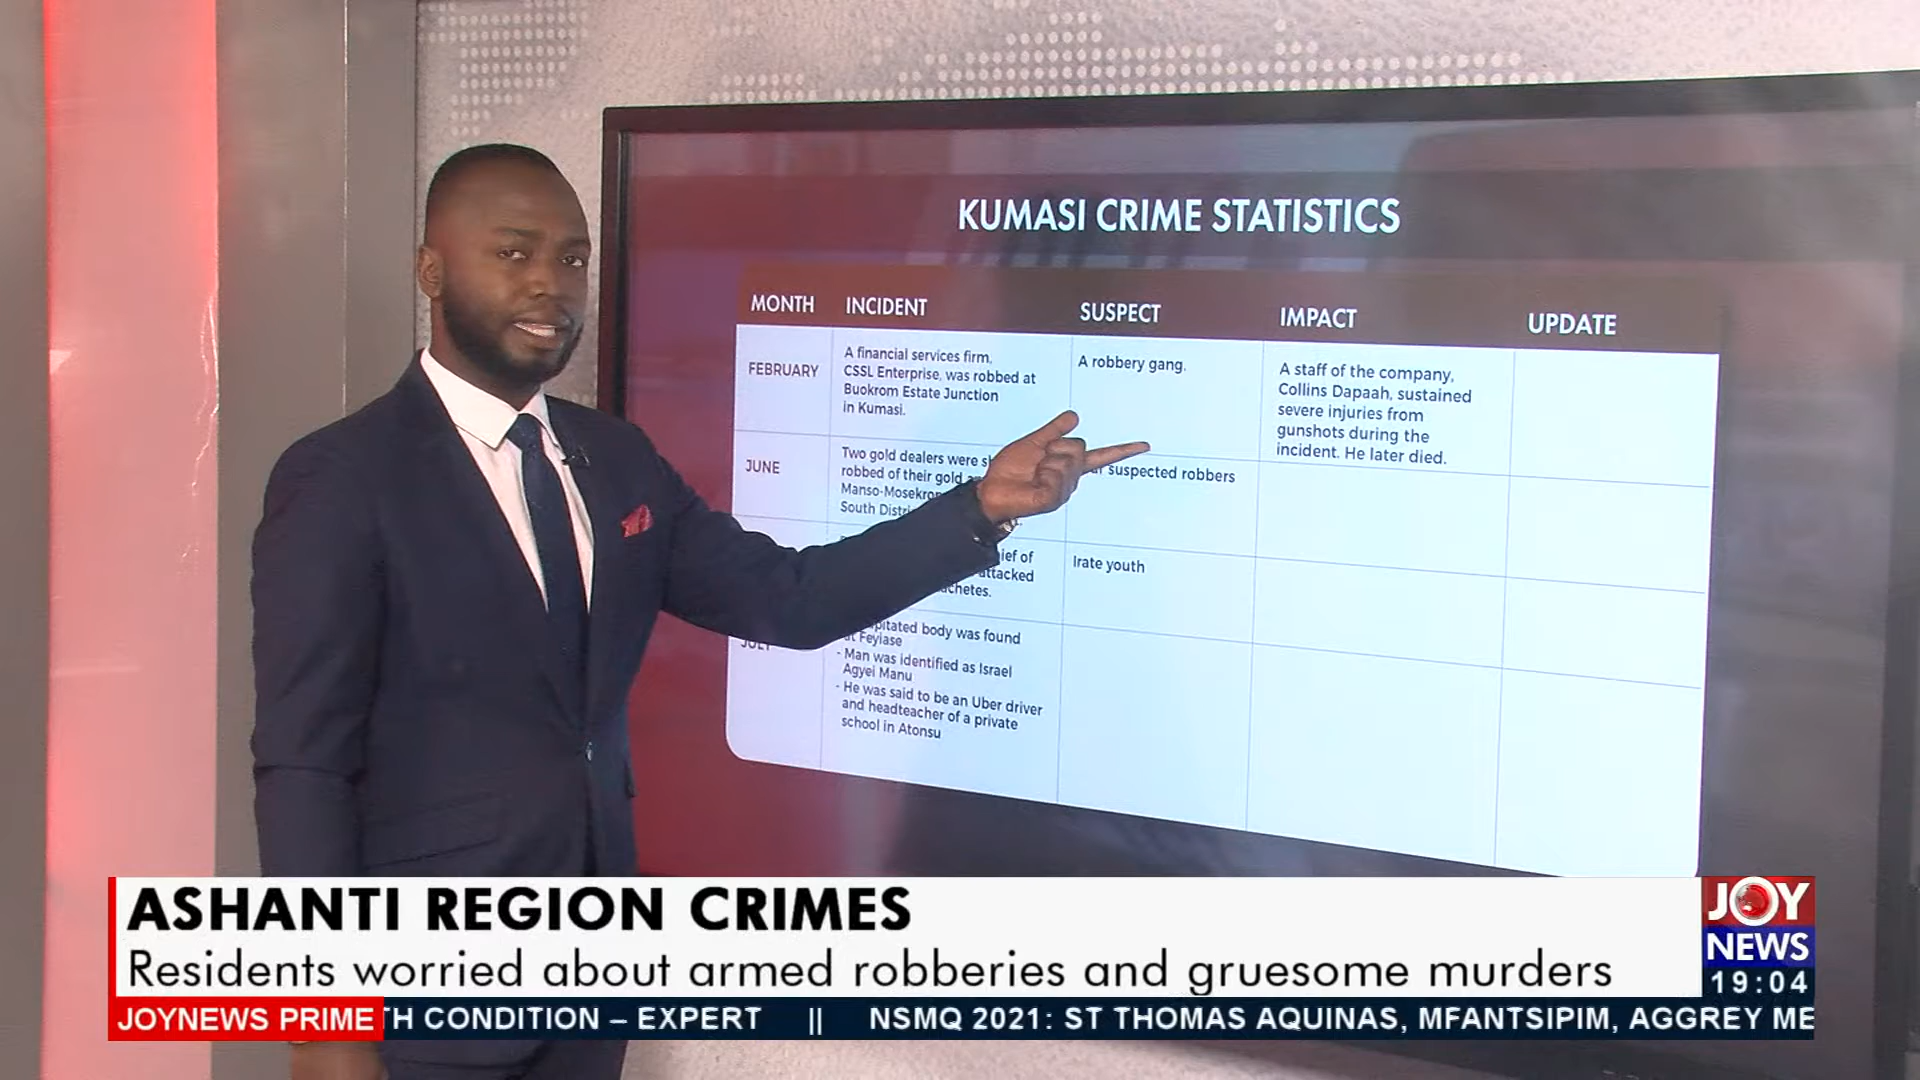 KUMASI CRIME STATISTICS
MONTH INCIDENT SUSPECT IMPACT UPDATE
FEBRUARY
A financial services firm,
CSSL Enterprise, was robbed at
Buokrom Estate Junction
in Kumasi.
A robbery gang.
A staff of the company,
Collins Dapaah, sustained
severe injuries from
gunshots during the
incident. He later died.
JUNE
Two gold dealers were
robbed of their gold
South
suspected robbers
of
attacked
Irate youth
JULY
body was found
at Feyiase
- Man was identified as Israel
Agyei Manu
- He was said to be an Uber driver
and headteacher of a private
school in Atonsu
ASHANTI REGION CRIMES
Residents worried about armed robberies and gruesome murders
JOY
NEWS
19:04
JOYNEWS PRIME
CONDITION – EXPERT || NSMQ 2021: ST THOMAS AQUINAS, MFANTSIPIM, AGGREY